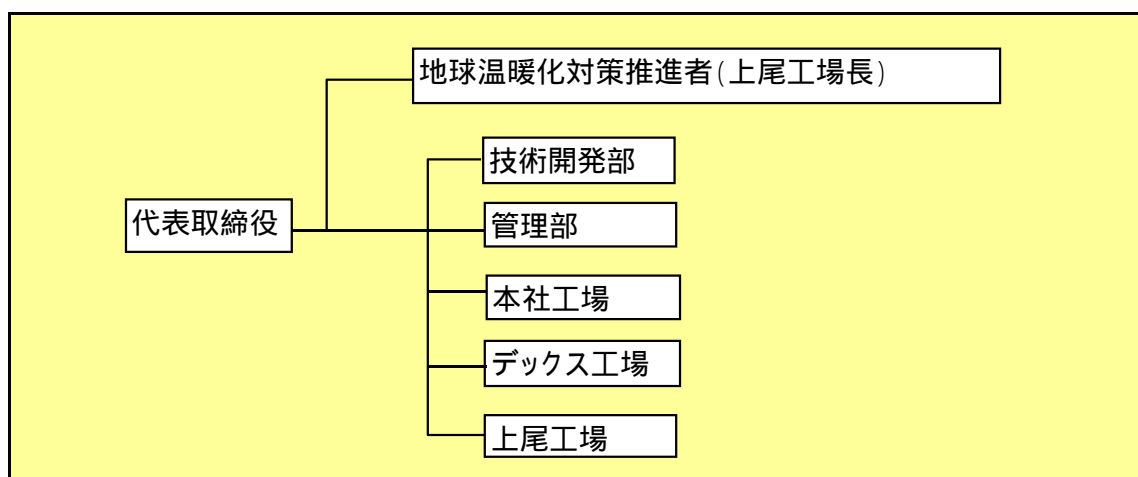 地球温暖化対策推進者(上尾工場長)
技術開発部
代表取締役
管理部
本社工場
デックス工場
上尾工場